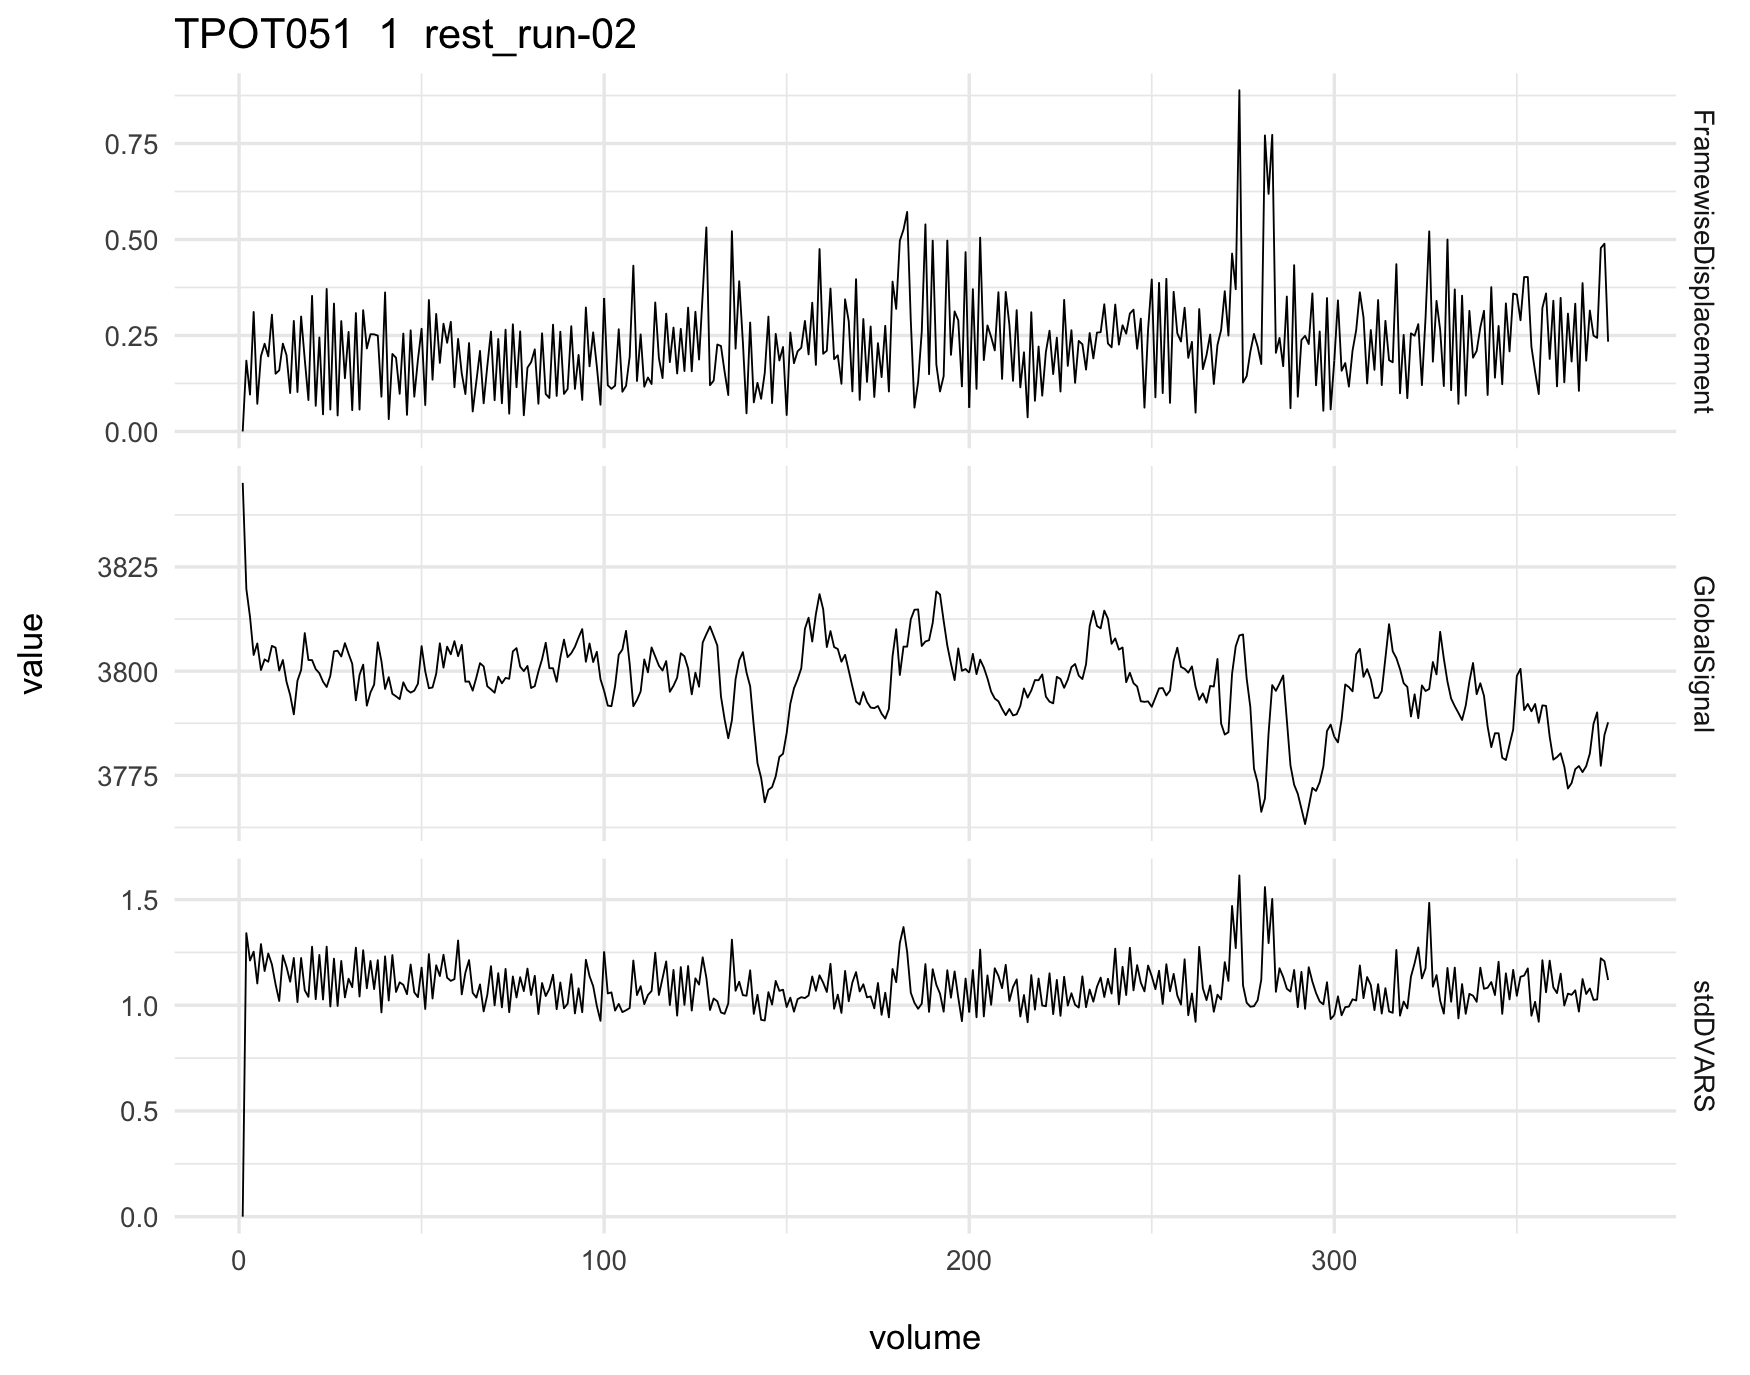 TPOT051 1 rest_run-02
0.75
0.50
0.25
0.00
FramewiseDisplacement
3825
3800
3775
GlobalSignal
value
1.5
1.0
0.5
0.0
stdDVARS
0 100 200 300
volume